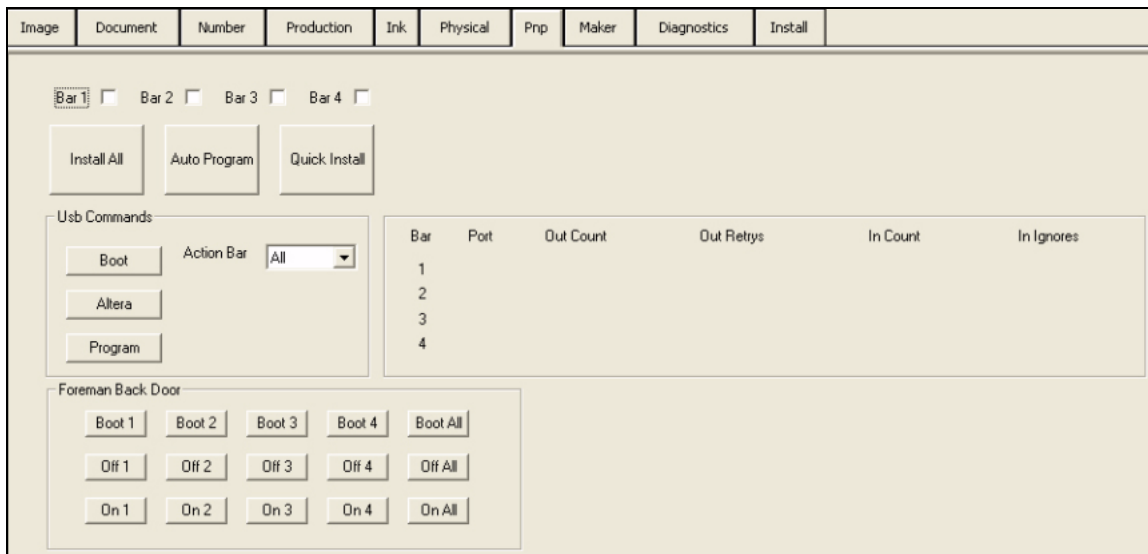 Image Document Number Production Ink Physical Pnp Maker Diagnostics Install
Bar 1 Bar 2 Bar 3 Bar 4
Install All Auto Program Quick Install
Usb Commands
Boot Action Bar All
Altera
Program
Bar Port Out Count Out Retrys In Count In Ignores
1
2
3
4
Foreman Back Door
Boot 1 Boot 2 Boot 3 Boot 4 Boot All
Off 1 Off 2 Off 3 Off 4 Off All
On 1 On 2 On 3 On 4 On All